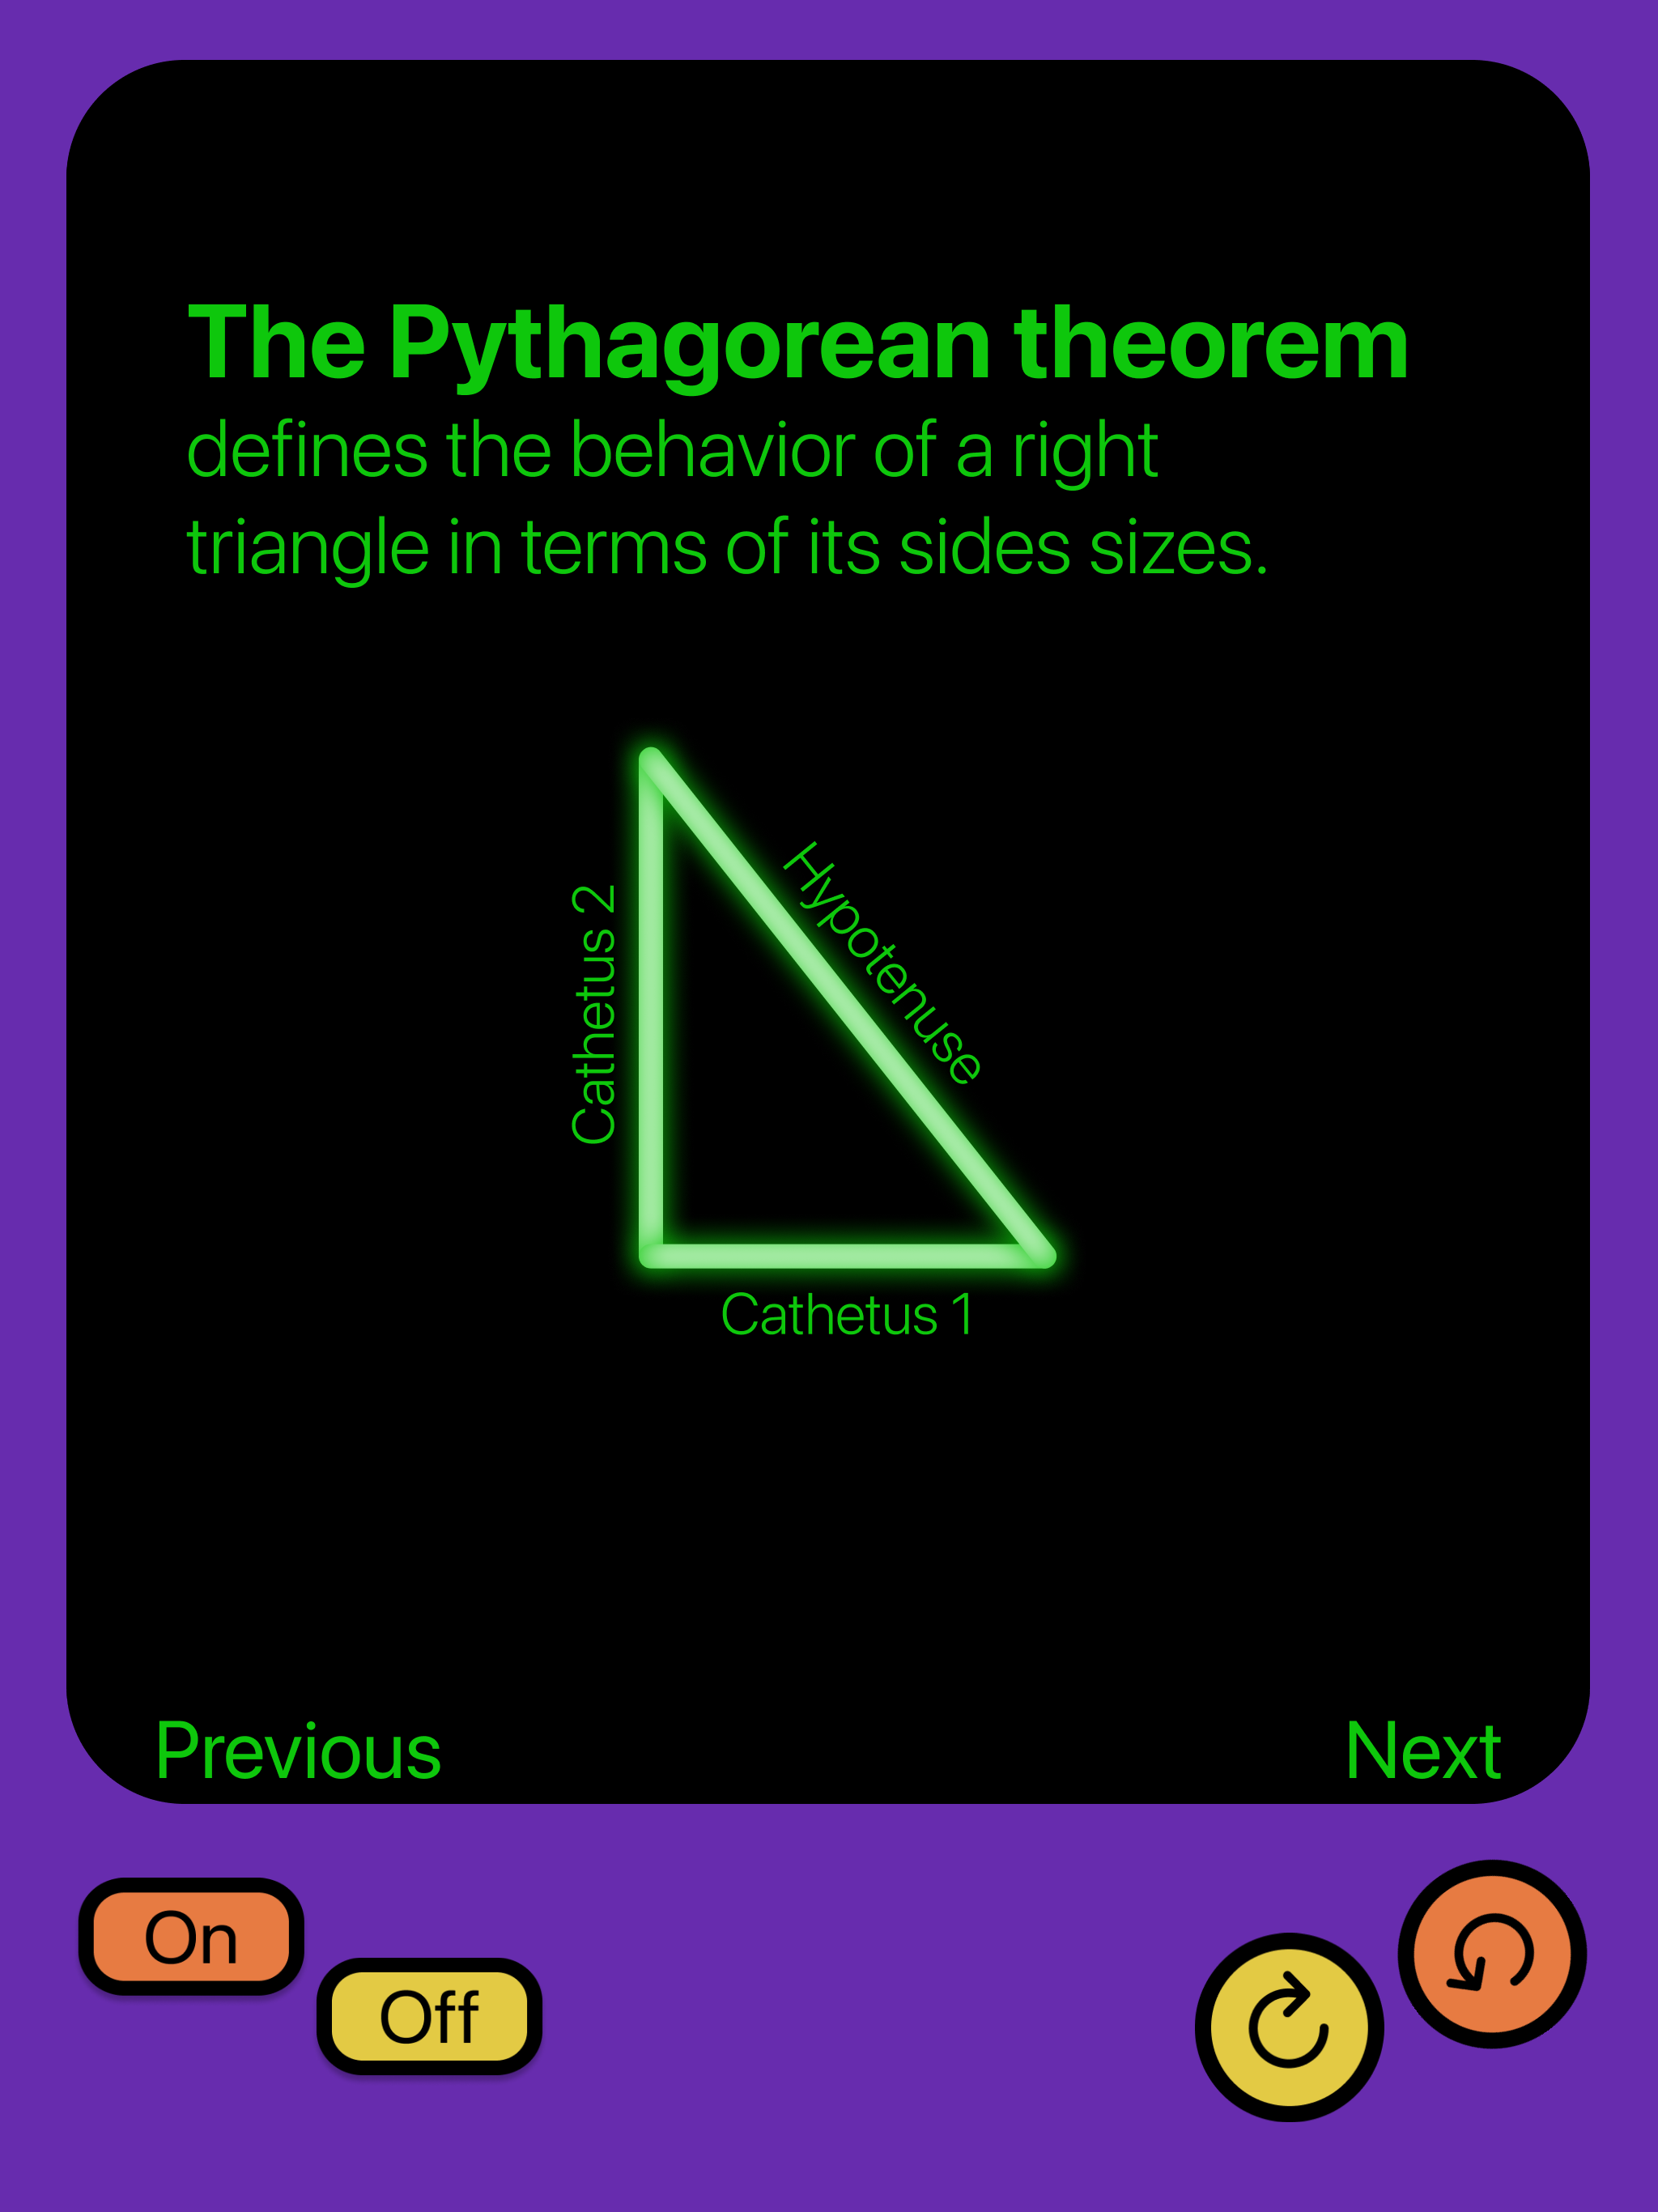 The Pythagorean theorem
defines the behavior of a right
triangle in terms of its sides sizes.
Hypotenuse
Cathetus 2
Cathetus 1
Previous
Next
On
Off